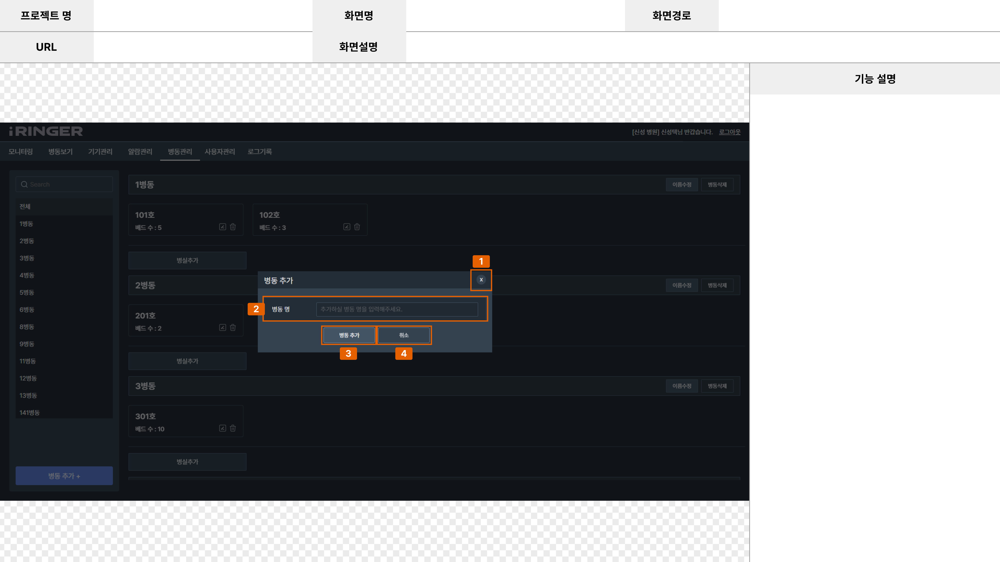 프로젝트 명
화면명
화면경로
URL
화면설명
기능 설명
iRINGER
[신성 병원] 신성택님 반갑습니다. 로그아웃
모니터링 병동보기 기기관리 알람관리 병동관리 사용자관리 로그기록
Search
전체
1병동
2병동
3병동
4병동
5병동
6병동
8병동
9병동
11병동
12병동
13병동
141병동
병동 추가 +
1병동 이름수정 병동삭제
101호 102호
베드 수 : 5 베드 수 : 3
병실추가
2병동 이름수정 병동삭제
201호
베드 수 : 2
병실추가
3병동 이름수정 병동삭제
301호
베드 수 : 10
병실추가
1
병동 추가 X
2 병동 명 추가하실 병동 명을 입력해주세요.
병동 추가 취소
3 4